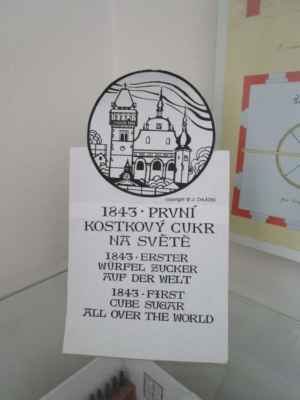 1843 · PRVNÍ
KOSTKOVÝ CUKR
NA SVĚTĚ
1843 · ERSTER
WÜRFEL ZUCKER
AUF DER WELT
1843 · FIRST
CUBE SUGAR
ALL OVER THE WORLD